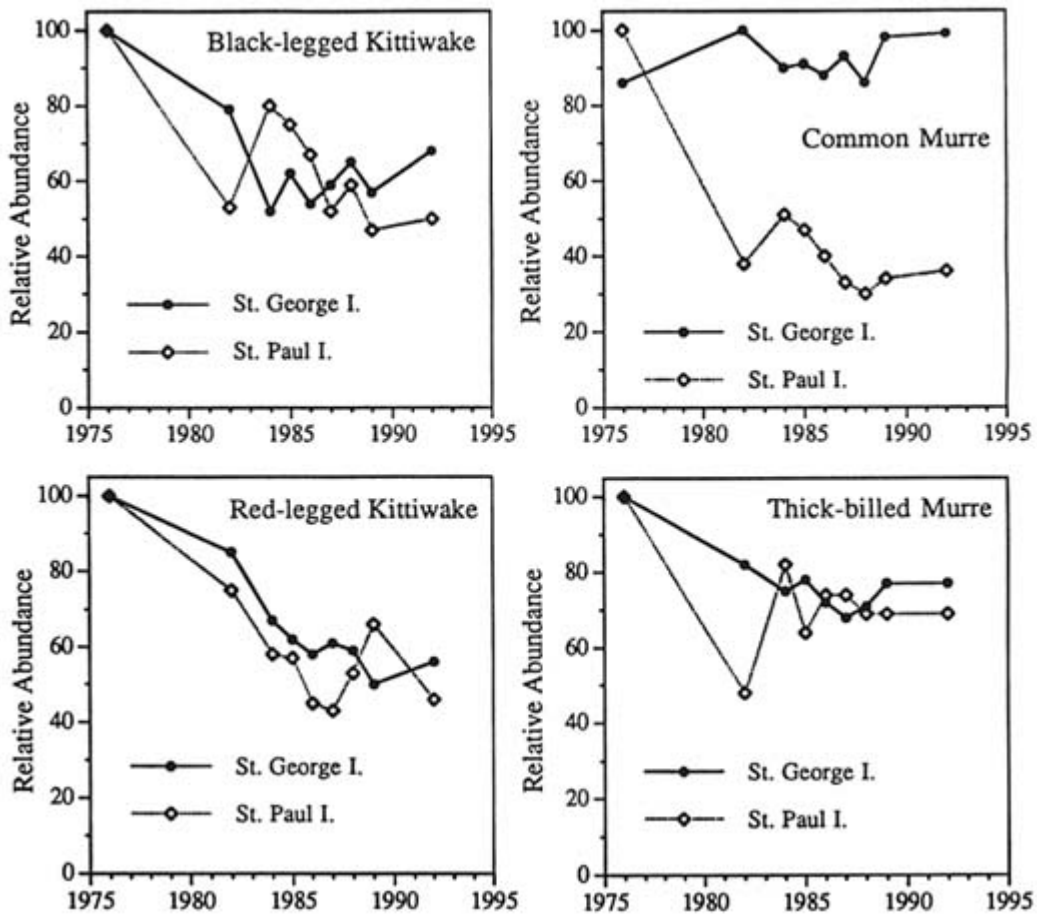 Black-legged Kittiwake
Relative Abundance
100
80
60
40
20
0
St. George I.
St. Paul I.
1975 1980 1985 1990 1995
Common Murre
Relative Abundance
100
80
60
40
20
0
St. George I.
St. Paul I.
1975 1980 1985 1990 1995
Red-legged Kittiwake
Relative Abundance
100
80
60
40
20
0
St. George I.
St. Paul I.
1975 1980 1985 1990 1995
Thick-billed Murre
Relative Abundance
100
80
60
40
20
0
St. George I.
St. Paul I.
1975 1980 1985 1990 1995